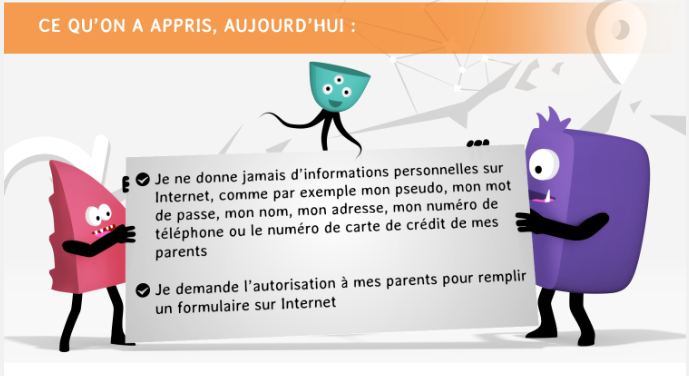 CE QU'ON A APPRIS, AUJOURD'HUI :
Je ne donne jamais d'informations personnelles sur
Internet, comme par exemple mon pseudo, mon mot
de passe, mon nom, mon adresse, mon numéro de
téléphone ou le numéro de carte de crédit de mes
parents
Je demande l'autorisation à mes parents pour remplir
un formulaire sur Internet